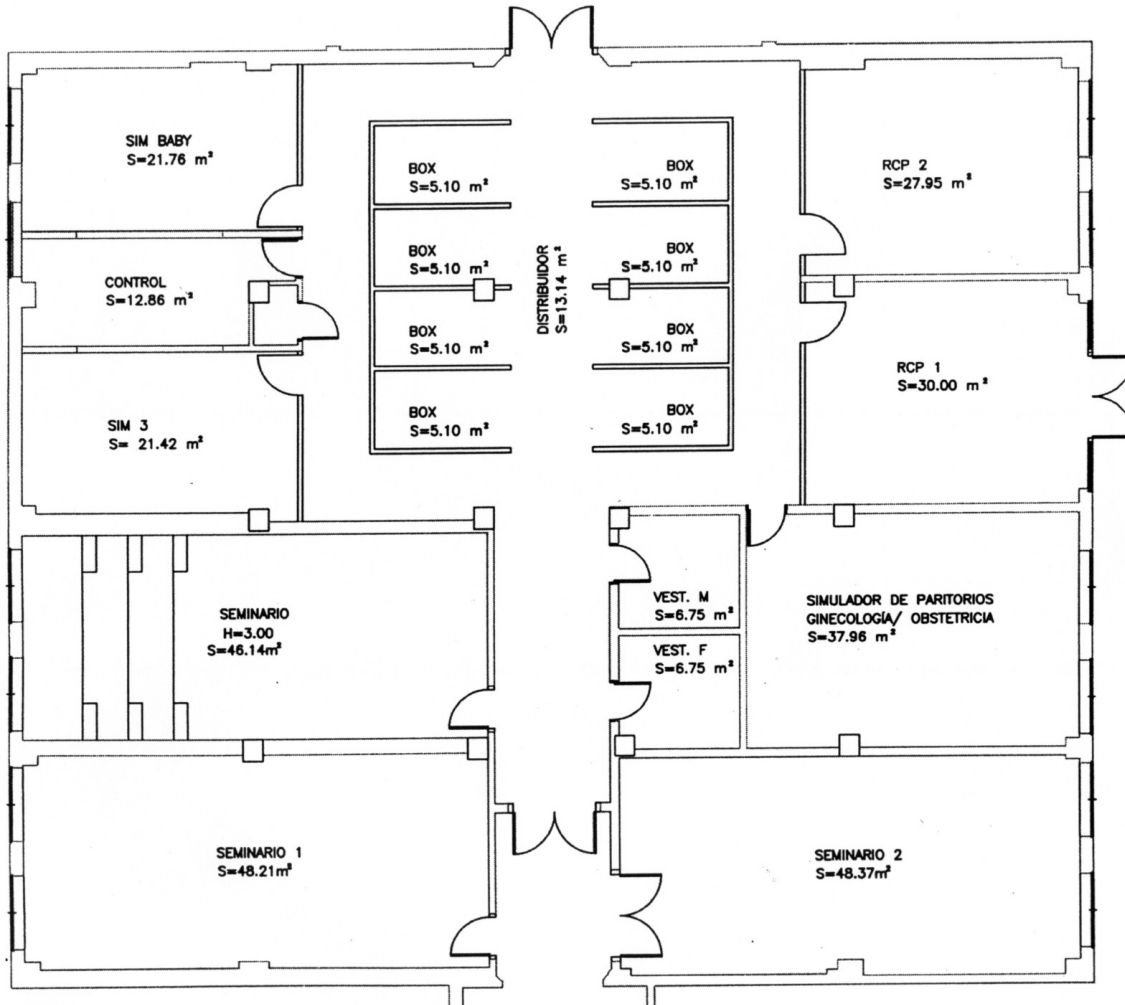 SIM BABY
S=21.76 m²
CONTROL
S=12.86 m²
SIM 3
S= 21.42 m²
BOX
S=5.10 m²
BOX
S=5.10 m²
BOX
S=5.10 m²
BOX
S=5.10 m²
DISTRIBUIDOR
S=13.14 m²
BOX
S=5.10 m²
BOX
S=5.10 m²
BOX
S=5.10 m²
BOX
S=5.10 m²
RCP 2
S=27.95 m²
RCP 1
S=30.00 m²
SEMINARIO
H=3.00
S=46.14m²
VEST. M
S=6.75 m²
VEST. F
S=6.75 m²
SIMULADOR DE PARITORIOS
GINECOLOGÍA/ OBSTETRICIA
S=37.96 m²
SEMINARIO 1
S=48.21m²
SEMINARIO 2
S=48.37m²